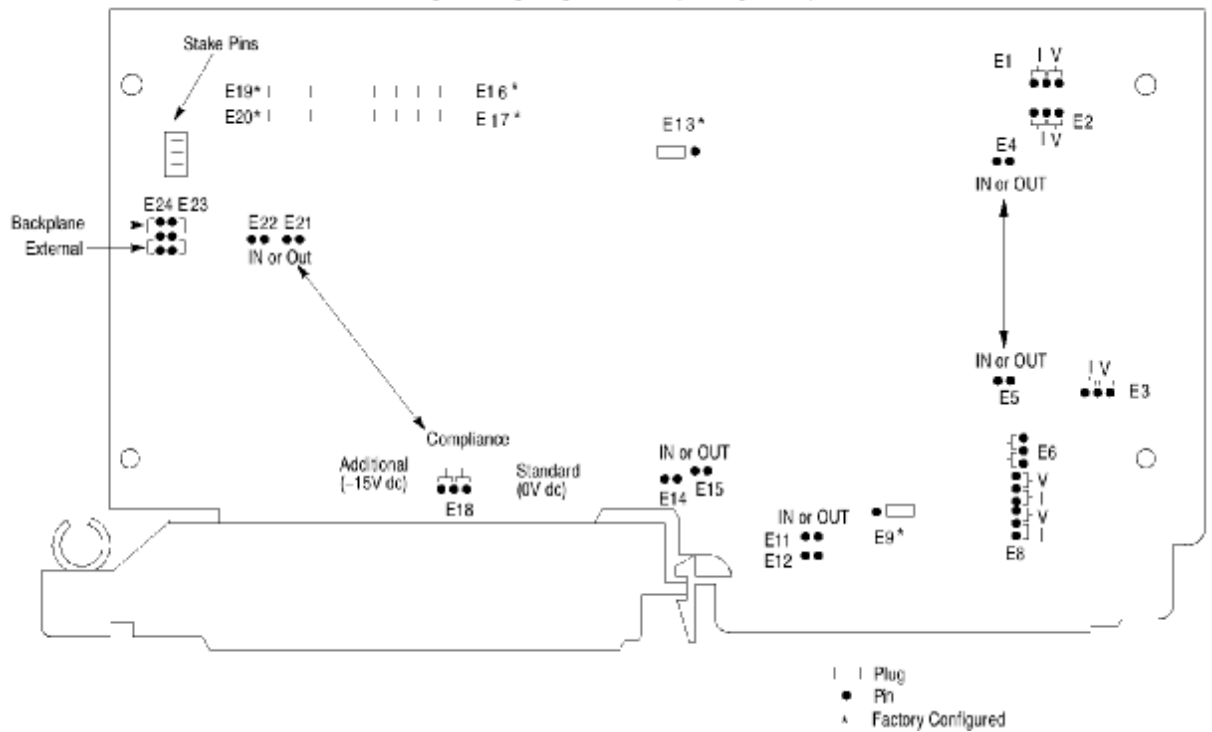 Stake Pins
E1 I V
E19* E16*
E20* E17*
E13*
E2
I V
E4
IN or OUT
E24 E23
Backplane
External
E22 E21
IN or Out
IN or OUT
E5
I V
E3
Compliance
Additional
(–15V dc)
Standard
(0V dc)
E18
IN or OUT
E14 E15
E6
V
I
V
I
E8
IN or OUT
E11
E12
E9*
Plug
Pin
* Factory Configured